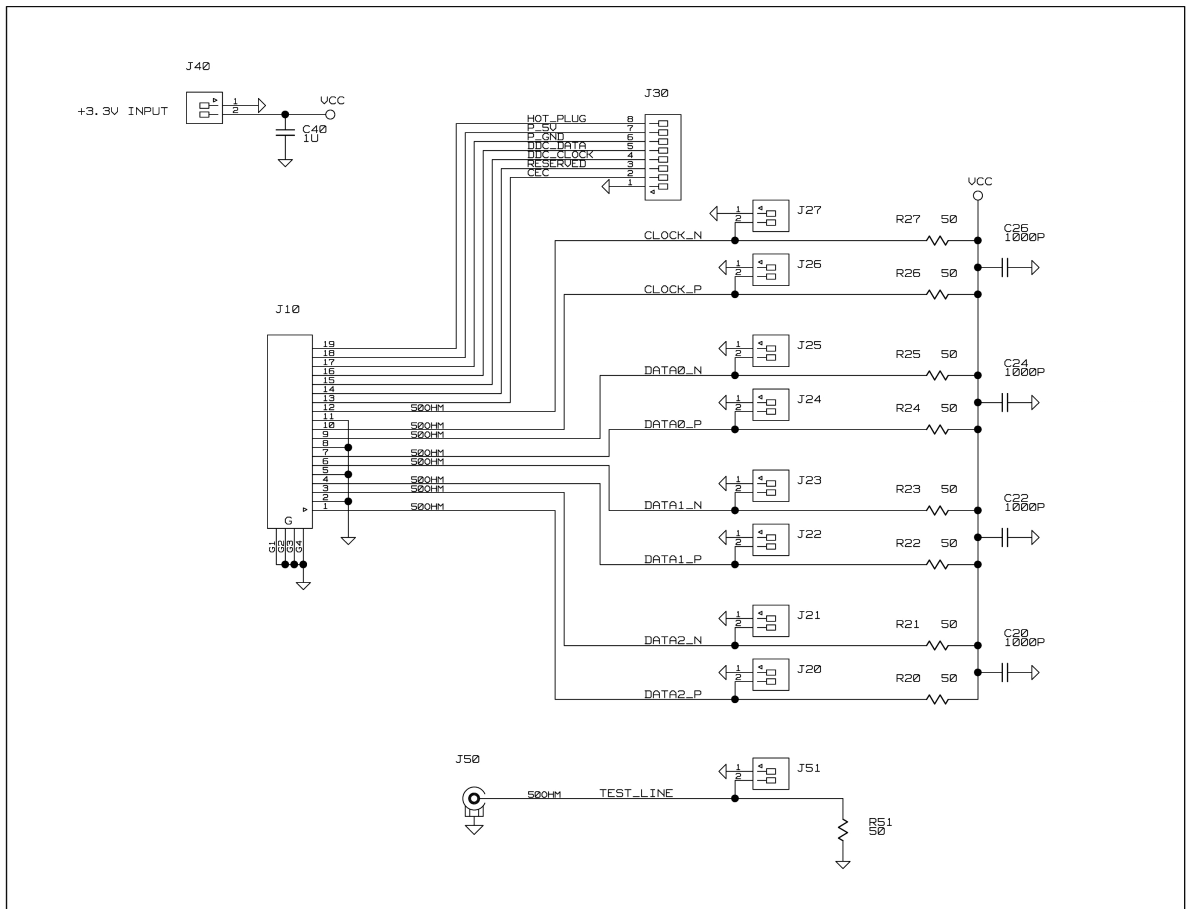 J40
+3.3V INPUT
1
2
VCC
C40
1U
J30
HOT_PLUG 8
P_5V 7
P_GND 6
DDC_DATA 5
DDC_CLOCK 4
RESERVED 3
CEC 2
1
VCC
1
2
J27
R27 50
C26
1000P
CLOCK_N
1
2
J26
R26 50
CLOCK_P
J10
19
18
17
16
15
14
13
12 50OHM
11
10 50OHM
9 50OHM
8
7 50OHM
6 50OHM
5
4 50OHM
3 50OHM
2
1 50OHM
G
G1
G2
G3
G4
1
2
J25
R25 50
C24
1000P
DATA0_N
1
2
J24
R24 50
DATA0_P
1
2
J23
R23 50
C22
1000P
DATA1_N
1
2
J22
R22 50
DATA1_P
1
2
J21
R21 50
C20
1000P
DATA2_N
1
2
J20
R20 50
DATA2_P
J50
50OHM
TEST_LINE
1
2
J51
R51
50